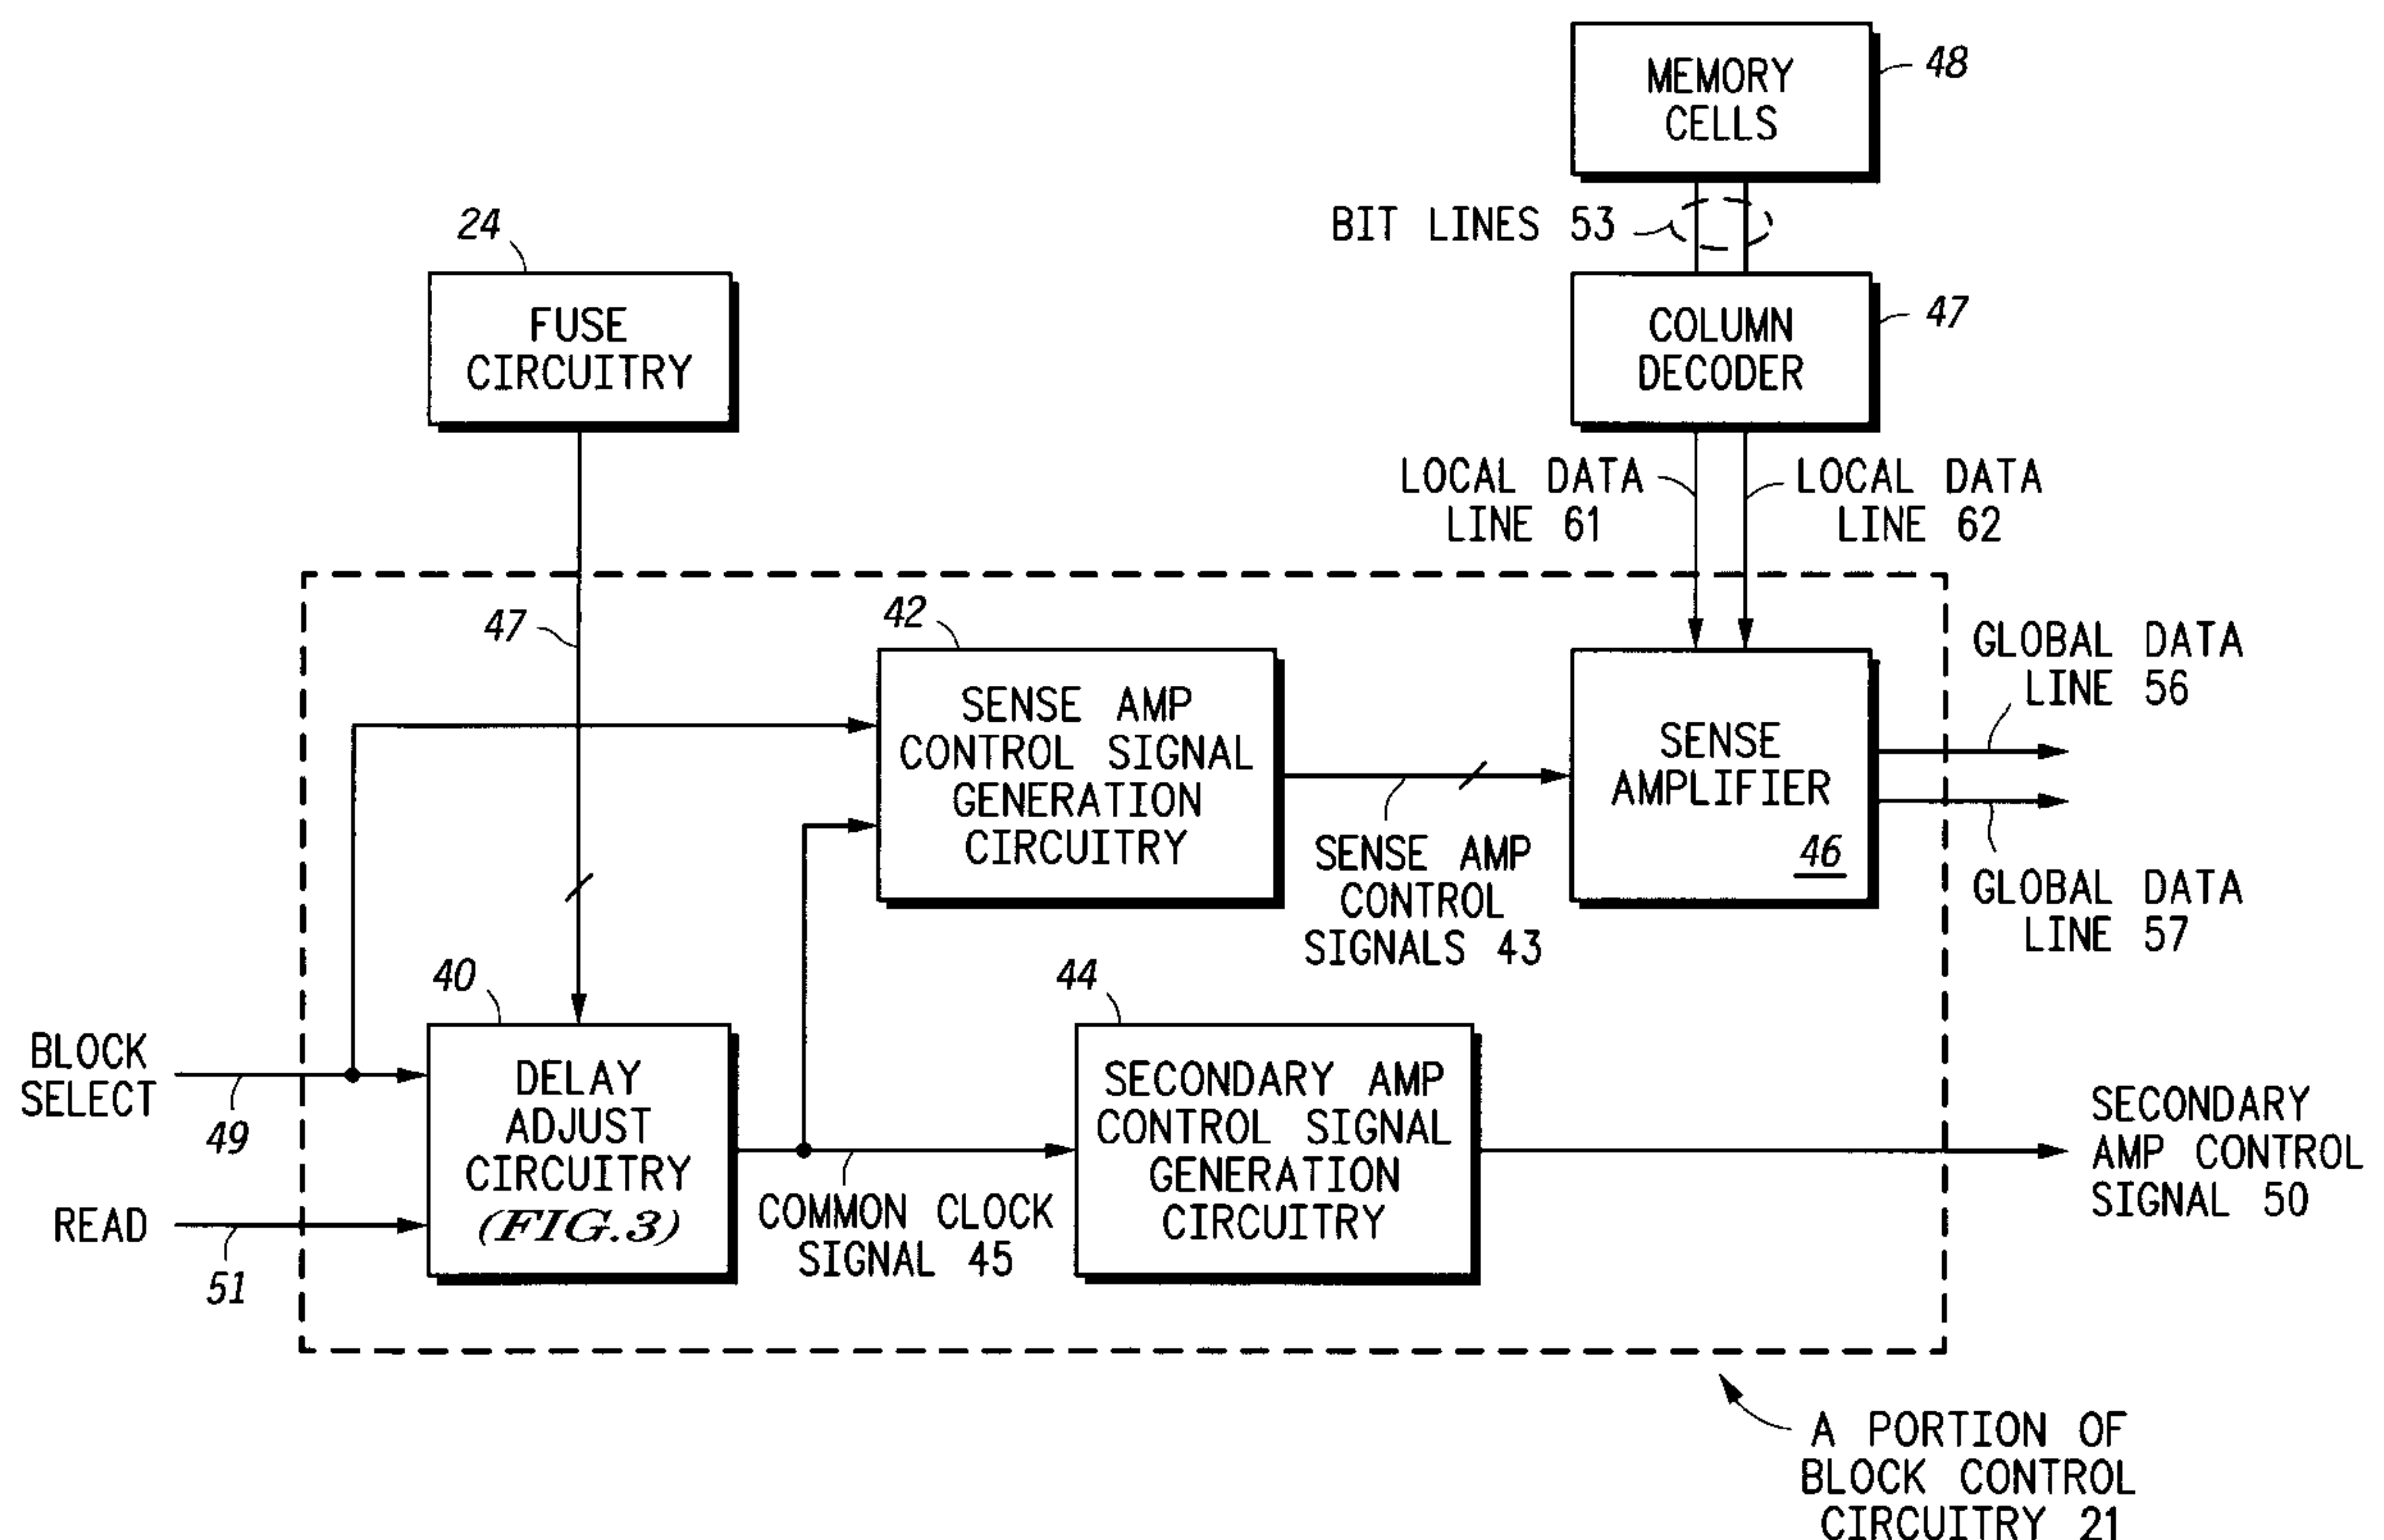 MEMORY
CELLS
48
BIT LINES 53
24
FUSE
CIRCUITRY
COLUMN
DECODER
47
LOCAL DATA
LINE 61
LOCAL DATA
LINE 62
47
42
SENSE AMP
CONTROL SIGNAL
GENERATION
CIRCUITRY
SENSE
AMPLIFIER
46
GLOBAL DATA
LINE 56
GLOBAL DATA
LINE 57
SENSE AMP
CONTROL
SIGNALS 43
BLOCK
SELECT
49
READ
51
40
DELAY
ADJUST
CIRCUITRY
(FIG.3)
COMMON CLOCK
SIGNAL 45
44
SECONDARY AMP
CONTROL SIGNAL
GENERATION
CIRCUITRY
SECONDARY
AMP CONTROL
SIGNAL 50
A PORTION OF
BLOCK CONTROL
CIRCUITRY 21